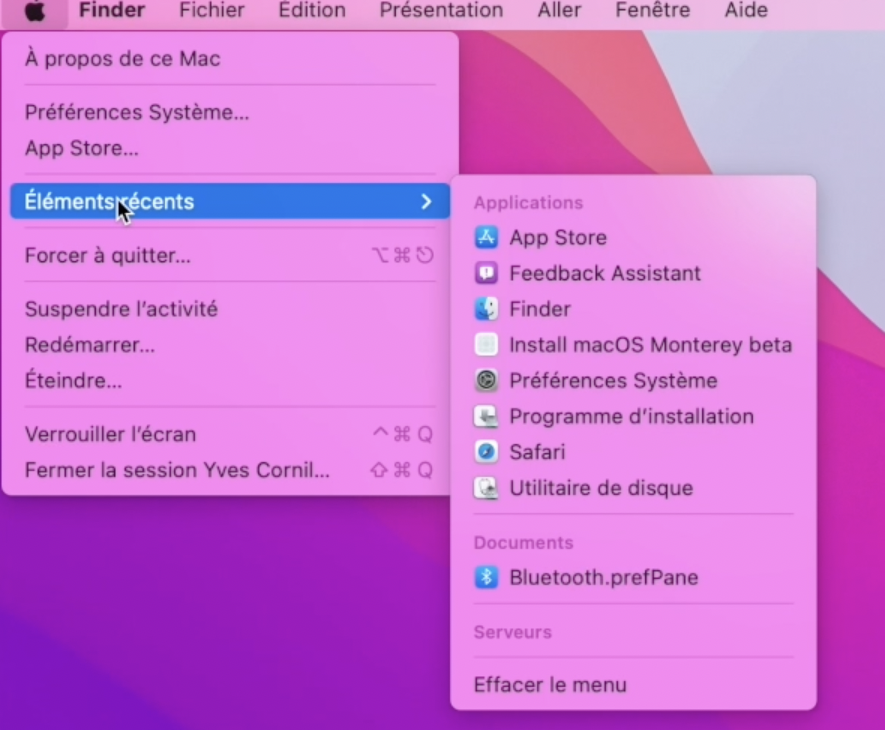 Finder Fichier Édition Présentation Aller Fenêtre Aide
À propos de ce Mac
Préférences Système...
App Store...
Éléments récents
Forcer à quitter... ⌥⌘⎋
Suspendre l’activité
Redémarrer...
Éteindre...
Verrouiller l’écran ^⌘Q
Fermer la session Yves Cornil... ⇧⌘Q
Applications
App Store
Feedback Assistant
Finder
Install macOS Monterey beta
Préférences Système
Programme d’installation
Safari
Utilitaire de disque
Documents
Bluetooth.prefPane
Serveurs
Effacer le menu